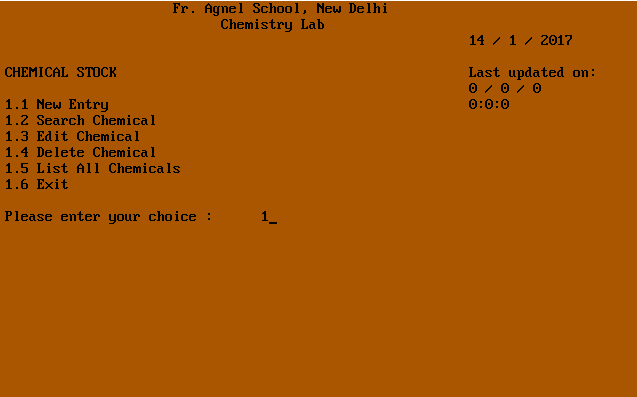 Fr. Agnel School, New Delhi
Chemistry Lab
14 / 1 / 2017
CHEMICAL STOCK
Last updated on:
0 / 0 / 0
0:0:0
1.1 New Entry
1.2 Search Chemical
1.3 Edit Chemical
1.4 Delete Chemical
1.5 List All Chemicals
1.6 Exit
Please enter your choice : 1_